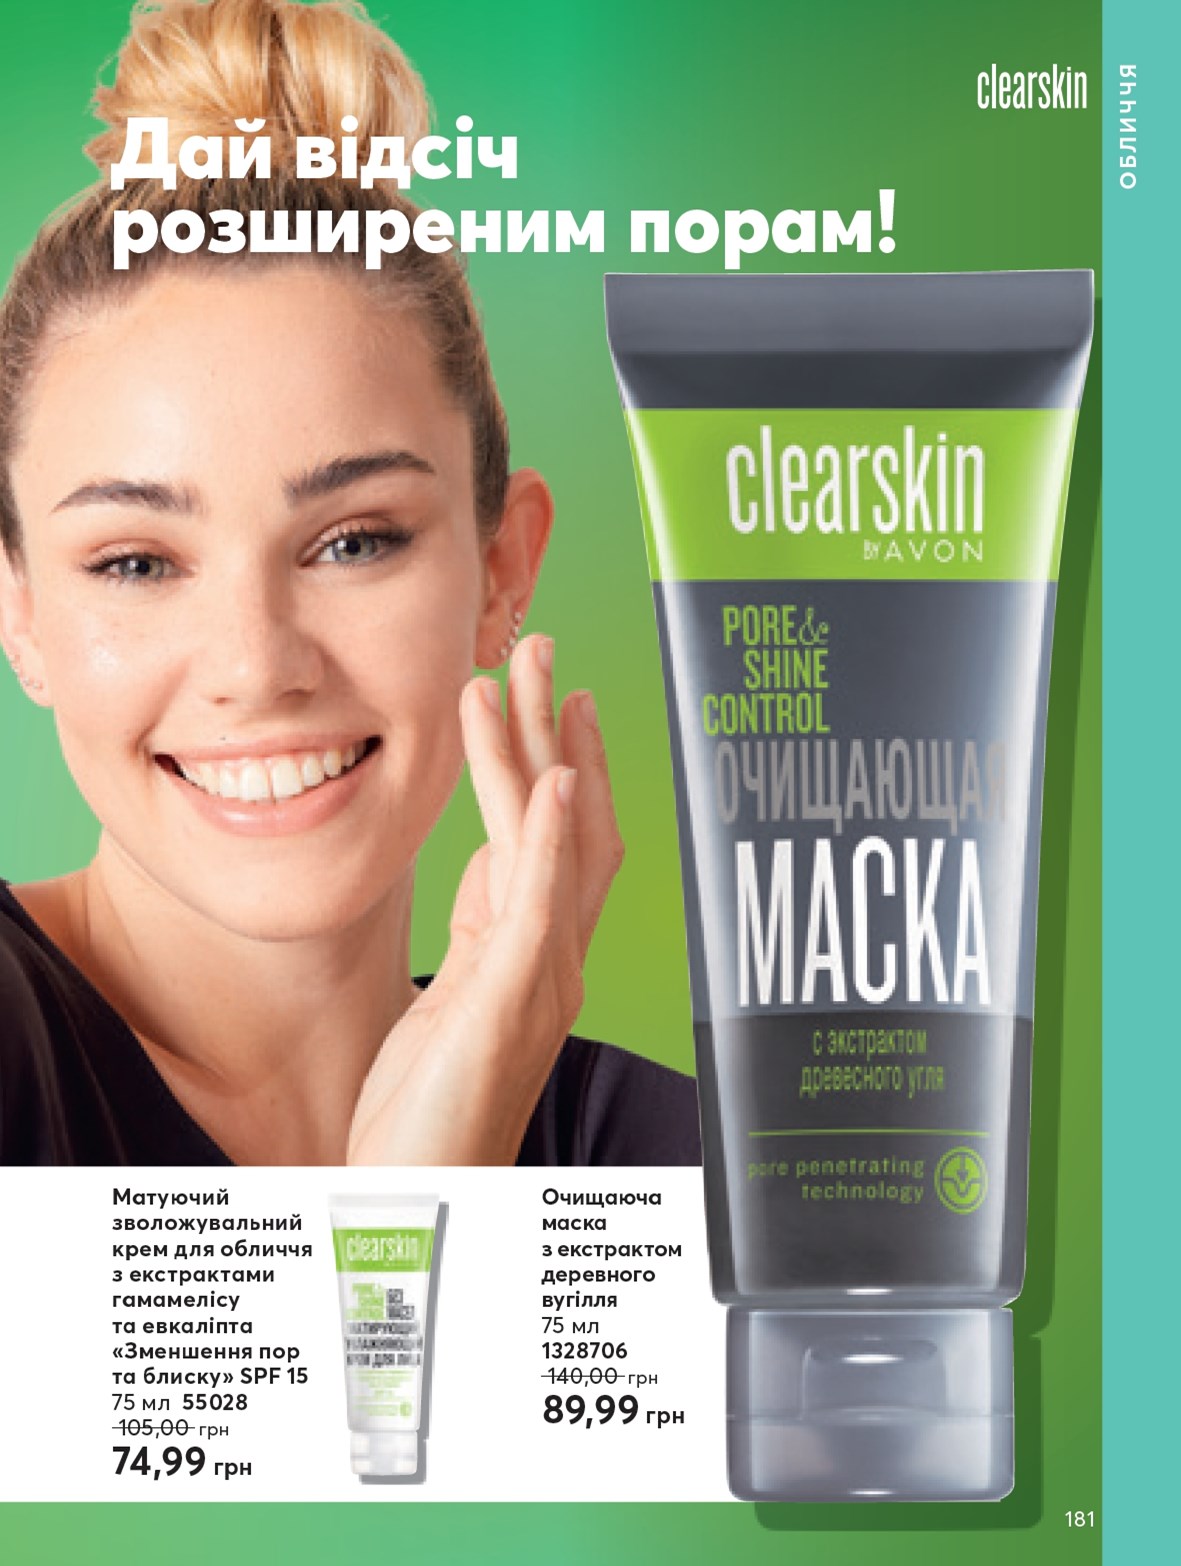 clearskin
ОБЛИЧЧЯ
Дай відсіч
розширеним порам!
clearskin
BY AVON
PORE &
SHINE
CONTROL
ОЧИЩАЮЩАЯ
МАСКА
с экстрактом
древесного угля
pore penetrating
technology
Матуючий
зволожувальний
крем для обличчя
з екстрактами
гамамелісу
та евкаліпта
«Зменшення пор
та блиску» SPF 15
75 мл 55028
105,00 грн
74,99 грн
clearskin
Очищаюча
маска
з екстрактом
деревного
вугілля
75 мл
1328706
140,00 грн
89,99 грн
181